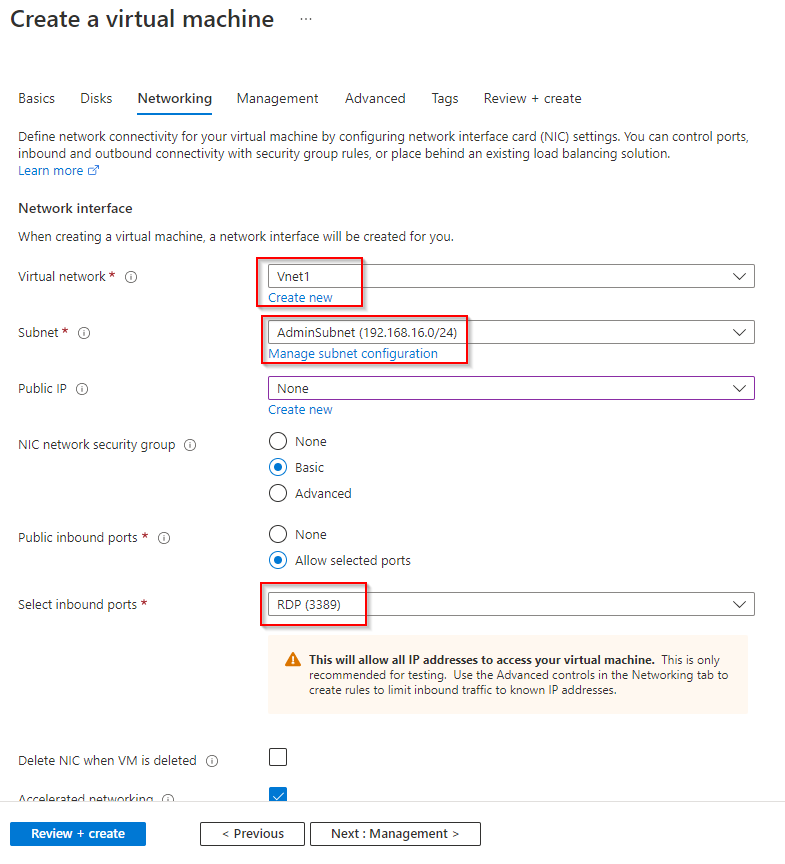 Create a virtual machine ...
Basics Disks Networking Management Advanced Tags Review + create
Define network connectivity for your virtual machine by configuring network interface card (NIC) settings. You can control ports,
inbound and outbound connectivity with security group rules, or place behind an existing load balancing solution.
Learn more
Network interface
When creating a virtual machine, a network interface will be created for you.
Virtual network *
Vnet1
Create new
Subnet *
AdminSubnet (192.168.16.0/24)
Manage subnet configuration
Public IP
None
Create new
NIC network security group
None
Basic
Advanced
Public inbound ports *
None
Allow selected ports
Select inbound ports *
RDP (3389)
This will allow all IP addresses to access your virtual machine. This is only
recommended for testing. Use the Advanced controls in the Networking tab to
create rules to limit inbound traffic to known IP addresses.
Delete NIC when VM is deleted
Accelerated networking
Review + create
< Previous
Next : Management >